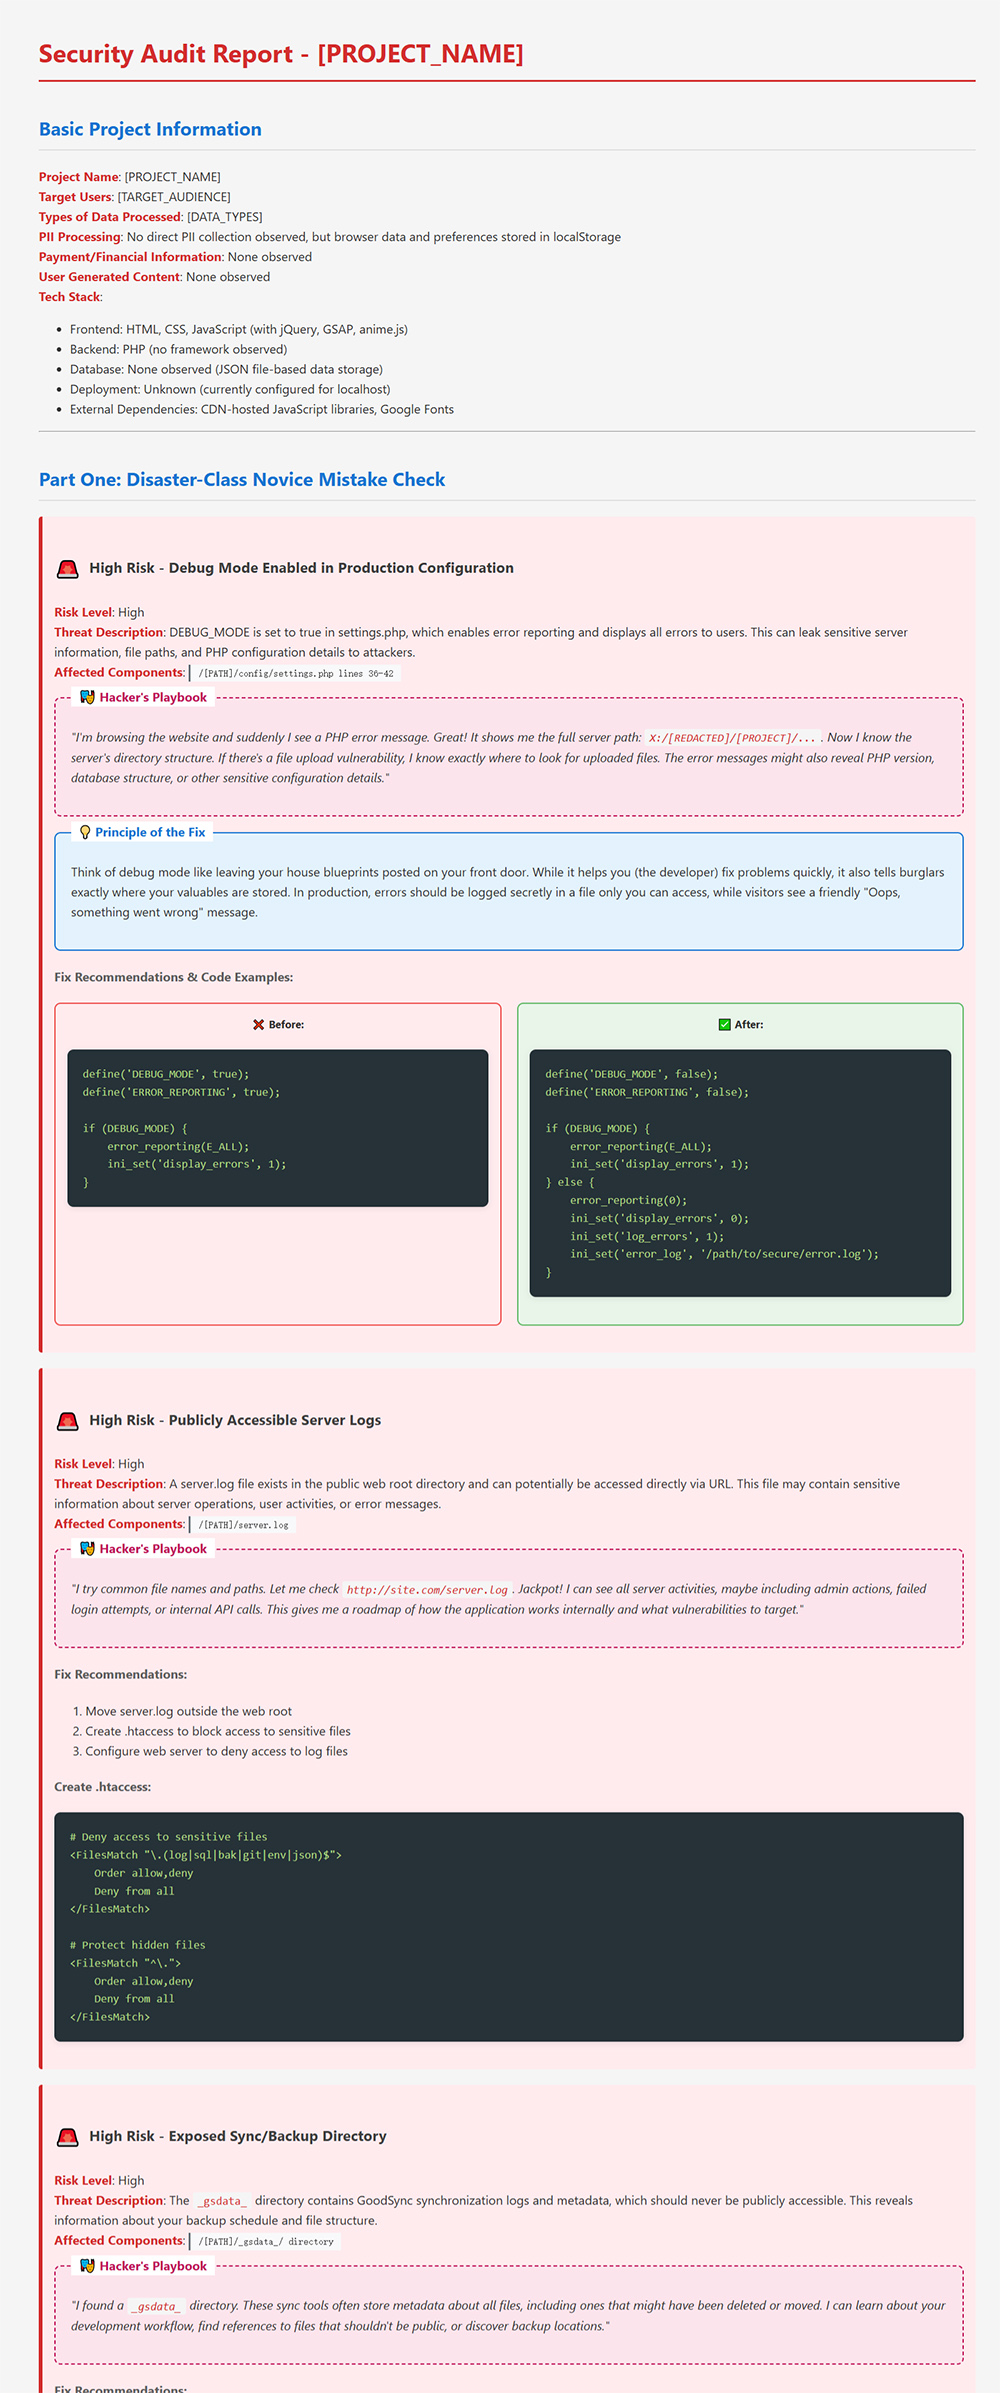 Security Audit Report - [PROJECT_NAME]
Basic Project Information
Project Name: [PROJECT_NAME]
Target Users: [TARGET_AUDIENCE]
Types of Data Processed: [DATA_TYPES]
PII Processing: No direct PII collection observed, but browser data and preferences stored in localStorage
Payment/Financial Information: None observed
User Generated Content: None observed
Tech Stack:
• Frontend: HTML, CSS, JavaScript (with jQuery, GSAP, anime.js)
• Backend: PHP (no framework observed)
• Database: None observed (JSON file-based data storage)
• Deployment: Unknown (currently configured for localhost)
• External Dependencies: CDN-hosted JavaScript libraries, Google Fonts
Part One: Disaster-Class Novice Mistake Check
🚨 High Risk - Debug Mode Enabled in Production Configuration
Risk Level: High
Threat Description: DEBUG_MODE is set to true in settings.php, which enables error reporting and displays all errors to users. This can leak sensitive server
information, file paths, and PHP configuration details to attackers.
Affected Components: /[PATH]/config/settings.php lines 36-42
🎭 Hacker's Playbook
"I'm browsing the website and suddenly I see a PHP error message. Great! It shows me the full server path: X:/[REDACTED]/[PROJECT]/... . Now I know the
server's directory structure. If there's a file upload vulnerability, I know exactly where to look for uploaded files. The error messages might also reveal PHP version,
database structure, or other sensitive configuration details."
💡 Principle of the Fix
Think of debug mode like leaving your house blueprints posted on your front door. While it helps you (the developer) fix problems quickly, it also tells burglars
exactly where your valuables are stored. In production, errors should be logged secretly in a file only you can access, while visitors see a friendly "Oops,
something went wrong" message.
Fix Recommendations & Code Examples:
❌ Before:
define('DEBUG_MODE', true);
define('ERROR_REPORTING', true);
if (DEBUG_MODE) {
    error_reporting(E_ALL);
    ini_set('display_errors', 1);
}
✅ After:
define('DEBUG_MODE', false);
define('ERROR_REPORTING', false);
if (DEBUG_MODE) {
    error_reporting(E_ALL);
    ini_set('display_errors', 1);
} else {
    error_reporting(0);
    ini_set('display_errors', 0);
    ini_set('log_errors', 1);
    ini_set('error_log', '/path/to/secure/error.log');
}
🚨 High Risk - Publicly Accessible Server Logs
Risk Level: High
Threat Description: A server.log file exists in the public web root directory and can potentially be accessed directly via URL. This file may contain sensitive
information about server operations, user activities, or error messages.
Affected Components: /[PATH]/server.log
🎭 Hacker's Playbook
"I try common file names and paths. Let me check http://site.com/server.log . Jackpot! I can see all server activities, maybe including admin actions, failed
login attempts, or internal API calls. This gives me a roadmap of how the application works internally and what vulnerabilities to target."
Fix Recommendations:
1. Move server.log outside the web root
2. Create .htaccess to block access to sensitive files
3. Configure web server to deny access to log files
Create .htaccess:
# Deny access to sensitive files
<FilesMatch "\.(log|sql|bak|git|env|json)$">
    Order allow,deny
    Deny from all
</FilesMatch>
# Protect hidden files
<FilesMatch "^\.">
    Order allow,deny
    Deny from all
</FilesMatch>
🚨 High Risk - Exposed Sync/Backup Directory
Risk Level: High
Threat Description: The _gsdata_ directory contains GoodSync synchronization logs and metadata, which should never be publicly accessible. This reveals
information about your backup schedule and file structure.
Affected Components: /[PATH]/_gsdata_/ directory
🎭 Hacker's Playbook
"I found a _gsdata_ directory. These sync tools often store metadata about all files, including ones that might have been deleted or moved. I can learn about your
development workflow, find references to files that shouldn't be public, or discover backup locations."
Fix Recommendations: